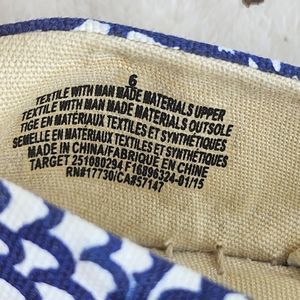 6
TEXTILE WITH MAN MADE MATERIALS UPPER
TEXTILE WITH MAN MADE MATERIALS OUTSOLE
TIGE EN MATÉRIAUX TEXTILES ET SYNTHÉTIQUES
SEMELLE EN MATÉRIAUX TEXTILES ET SYNTHÉTIQUES
MADE IN CHINA/FABRIQUÉ EN CHINE
TARGET 251080294 F16896324-01/15
RN#17730/CA#57147